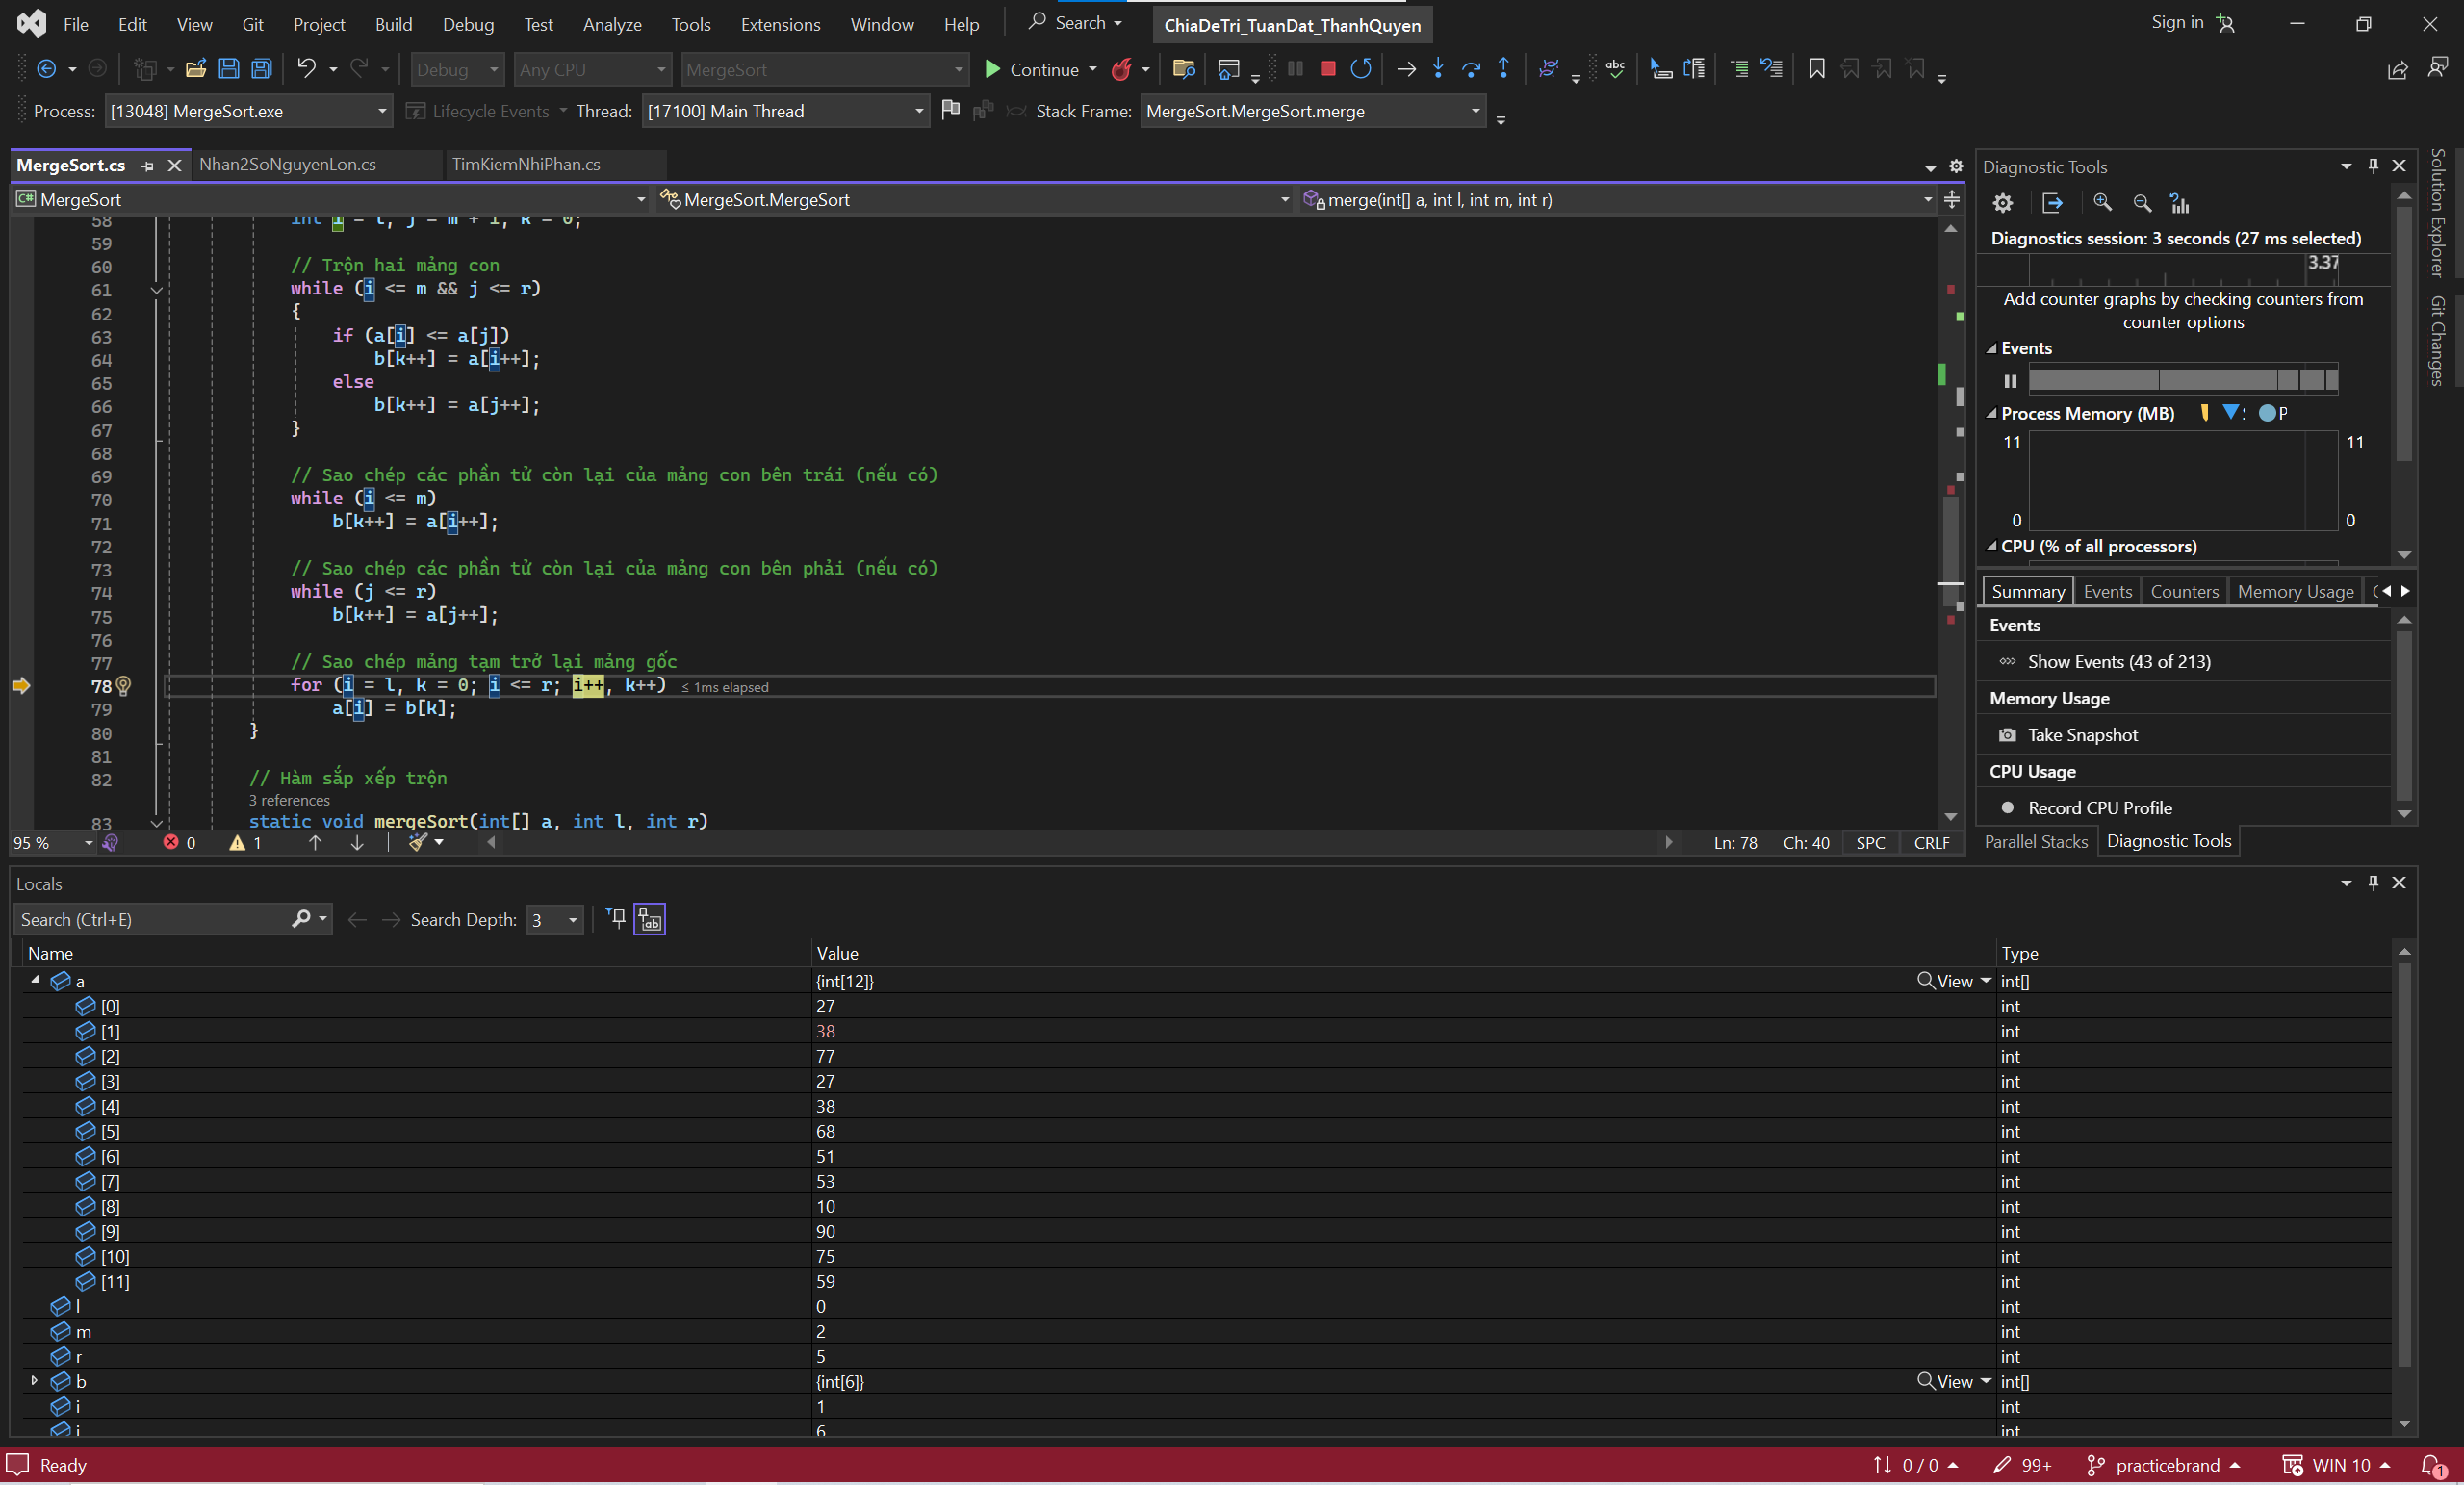 File Edit View Git Project Build Debug Test Analyze Tools Extensions Window Help Search ChiaDeTri_TuanDat_ThanhQuyen Sign in
Debug Any CPU MergeSort Continue
Process: [13048] MergeSort.exe Lifecycle Events Thread: [17100] Main Thread Stack Frame: MergeSort.MergeSort.merge
MergeSort.cs Nhan2SoNguyenLon.cs TimKiemNhiPhan.cs
C# MergeSort MergeSort.MergeSort merge(int[] a, int l, int m, int r)
58 int i = l, j = m + 1, k = 0;
59
60 // Trộn hai mảng con
61 while (i <= m && j <= r)
62 {
63 if (a[i] <= a[j])
64 b[k++] = a[i++];
65 else
66 b[k++] = a[j++];
67 }
68
69 // Sao chép các phần tử còn lại của mảng con bên trái (nếu có)
70 while (i <= m)
71 b[k++] = a[i++];
72
73 // Sao chép các phần tử còn lại của mảng con bên phải (nếu có)
74 while (j <= r)
75 b[k++] = a[j++];
76
77 // Sao chép mảng tạm trở lại mảng gốc
78 for (i = l, k = 0; i <= r; i++, k++) ≤ 1ms elapsed
79 a[i] = b[k];
80 }
81
82 // Hàm sắp xếp trộn
3 references
83 static void mergeSort(int[] a, int l, int r)
95 % 0 1 Ln: 78 Ch: 40 SPC CRLF
Diagnostic Tools
Diagnostics session: 3 seconds (27 ms selected)
3.37
Add counter graphs by checking counters from
counter options
Events
Process Memory (MB) P
11 11
0 0
CPU (% of all processors)
Summary Events Counters Memory Usage
Events
Show Events (43 of 213)
Memory Usage
Take Snapshot
CPU Usage
Record CPU Profile
Parallel Stacks Diagnostic Tools
Solution Explorer
Git Changes
Locals
Search (Ctrl+E) Search Depth: 3
Name Value Type
a {int[12]} View int[]
[0] 27 int
[1] 38 int
[2] 77 int
[3] 27 int
[4] 38 int
[5] 68 int
[6] 51 int
[7] 53 int
[8] 10 int
[9] 90 int
[10] 75 int
[11] 59 int
l 0 int
m 2 int
r 5 int
b {int[6]} View int[]
i 1 int
j 6 int
Ready 0 / 0 99+ practicebrand WIN 10 1